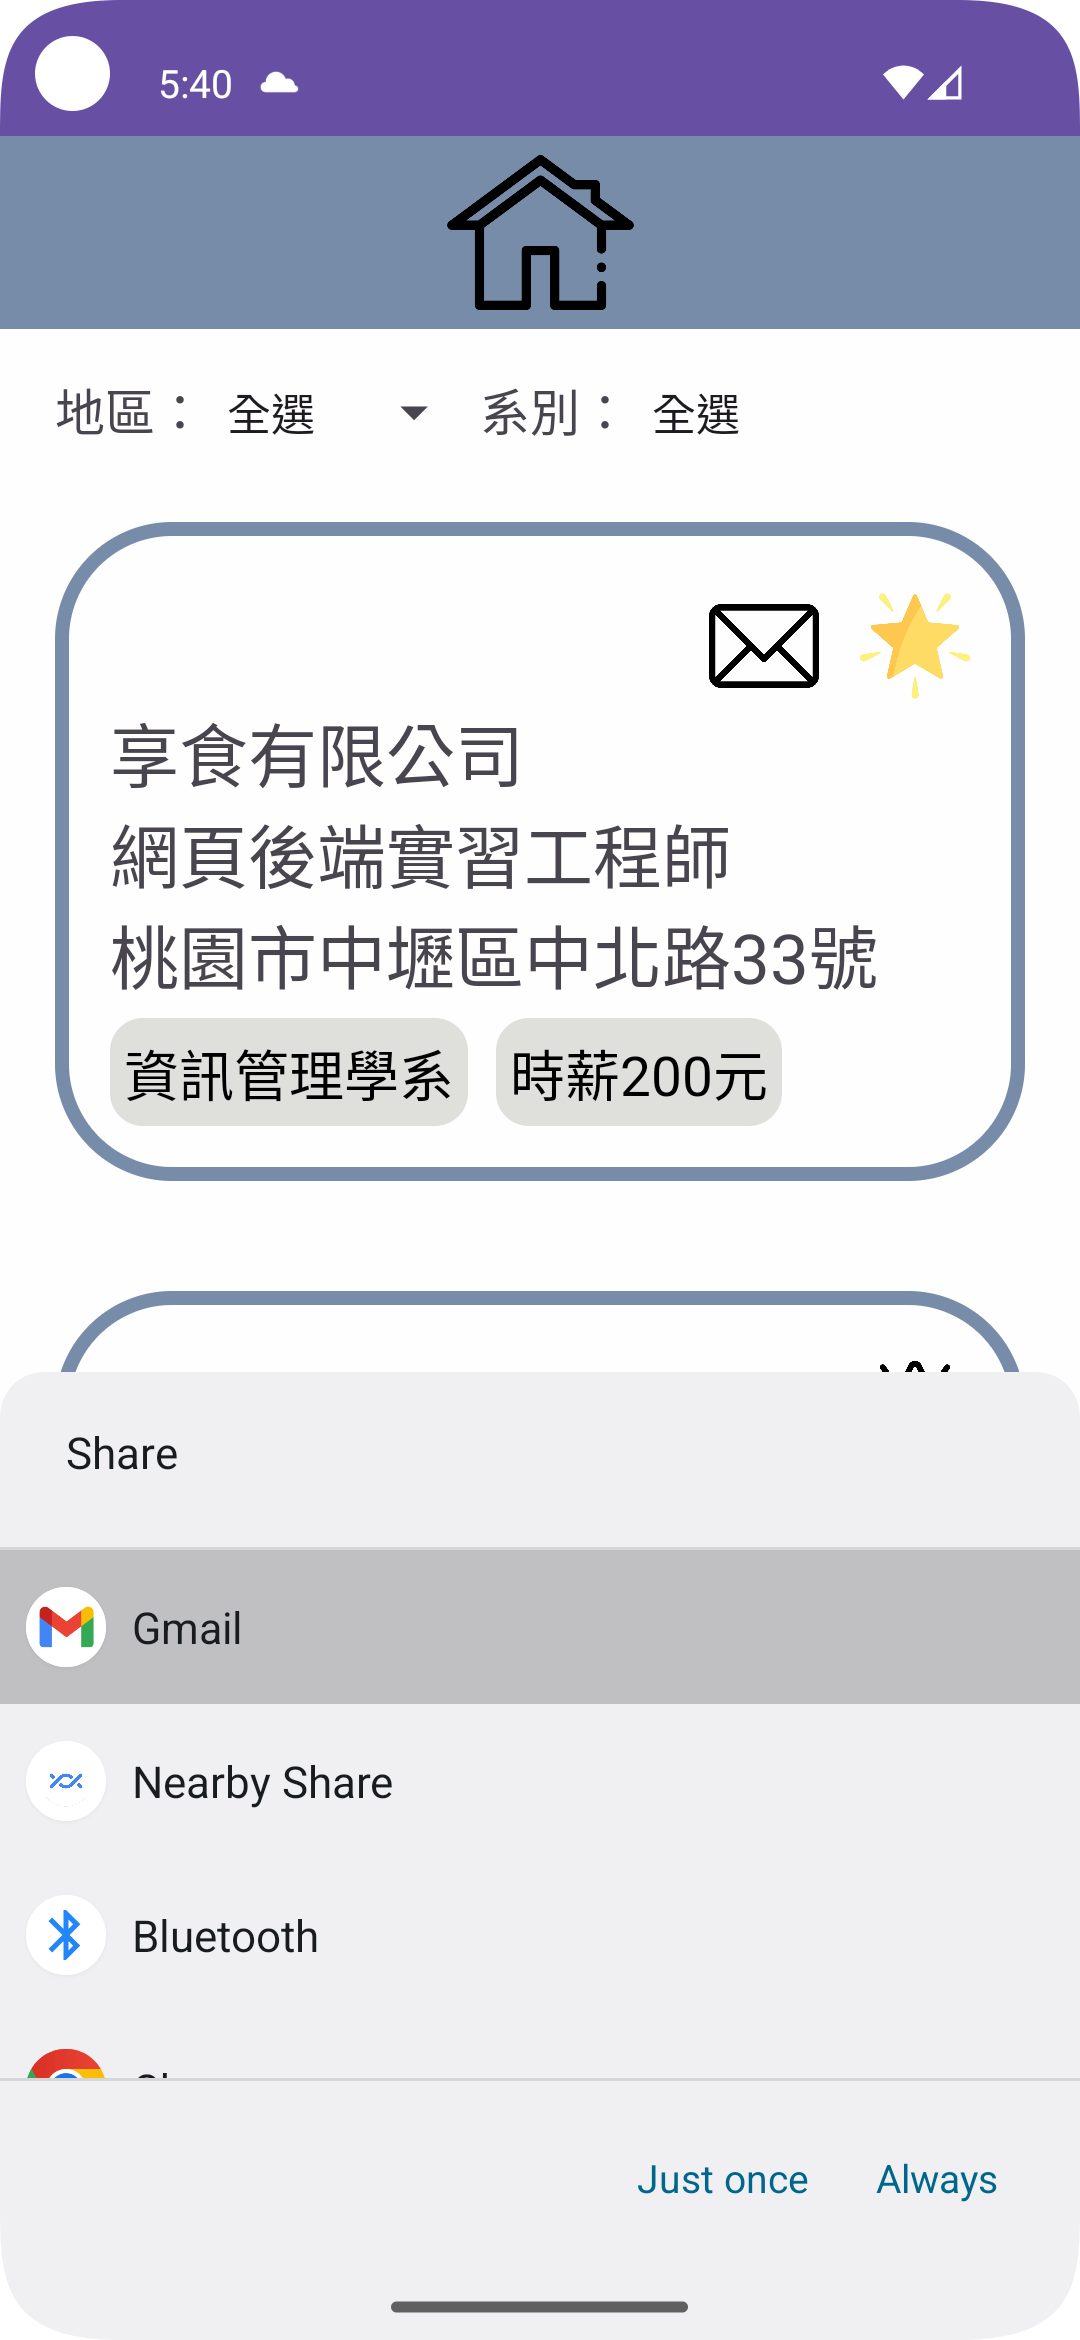 5:40
地區： 全選 系別： 全選
享食有限公司
網頁後端實習工程師
桃園市中壢區中北路33號
資訊管理學系 時薪200元
Share
Gmail
Nearby Share
Bluetooth
Just once Always